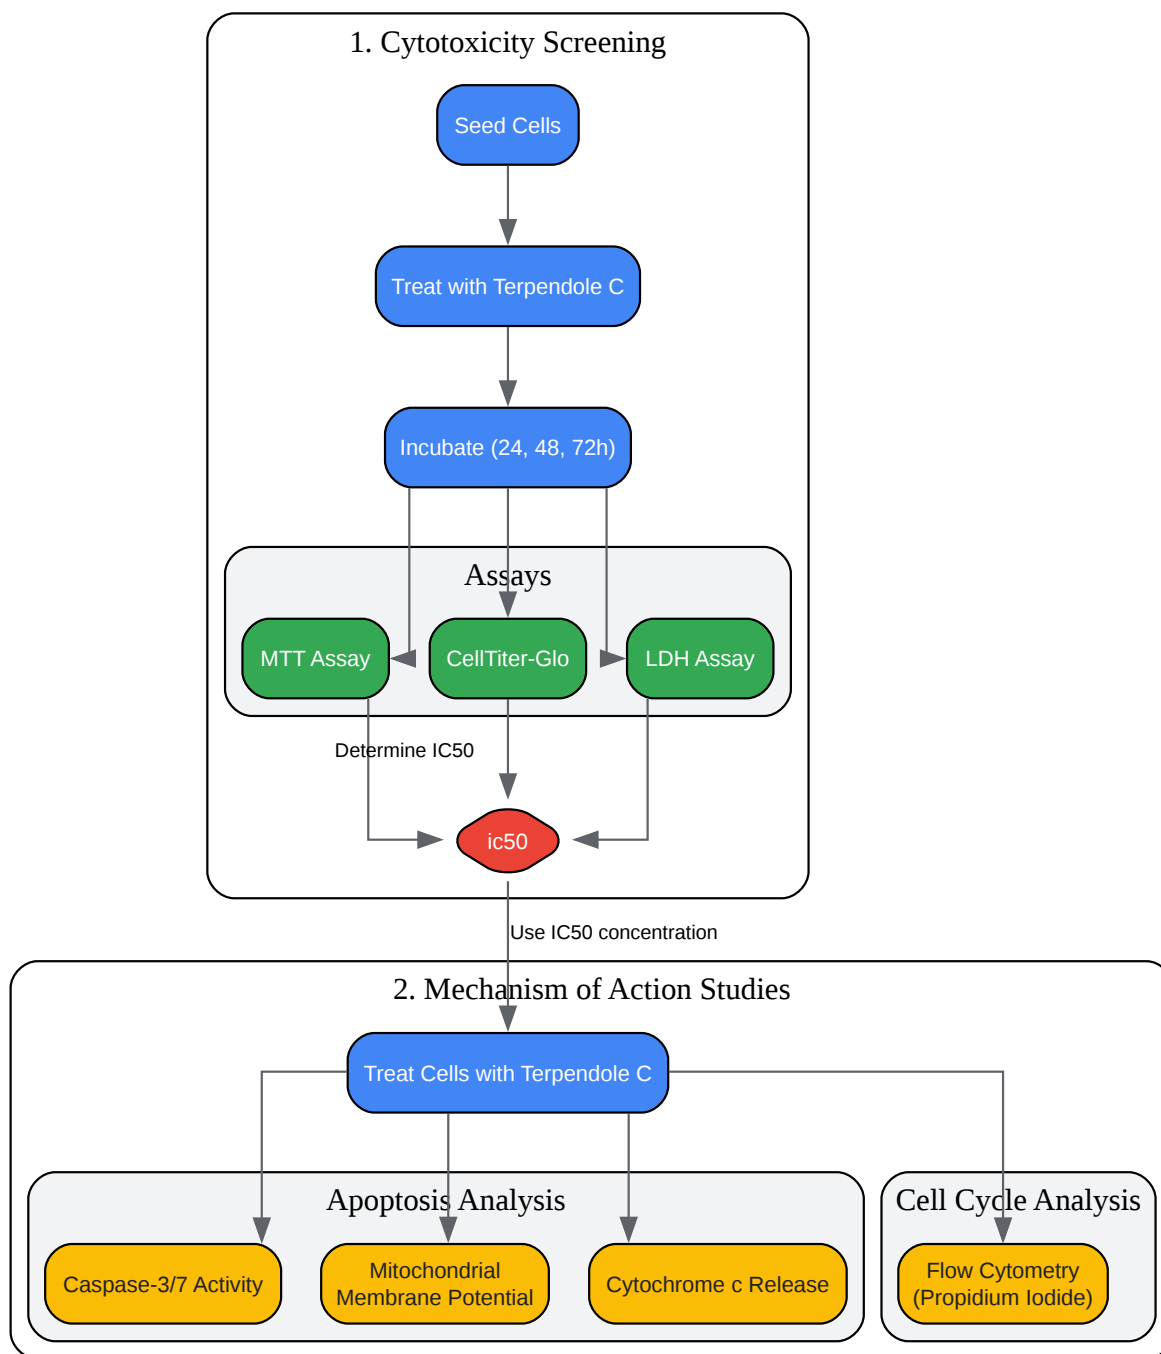 1. Cytotoxicity Screening
Seed Cells
Treat with Terpendole C
Incubate (24, 48, 72h)
Assays
MTT Assay
CellTiter-Glo
LDH Assay
Determine IC50
ic50
Use IC50 concentration
2. Mechanism of Action Studies
Treat Cells with Terpendole C
Apoptosis Analysis
Cell Cycle Analysis
Caspase-3/7 Activity
Mitochondrial
Membrane Potential
Cytochrome c Release
Flow Cytometry
(Propidium Iodide)